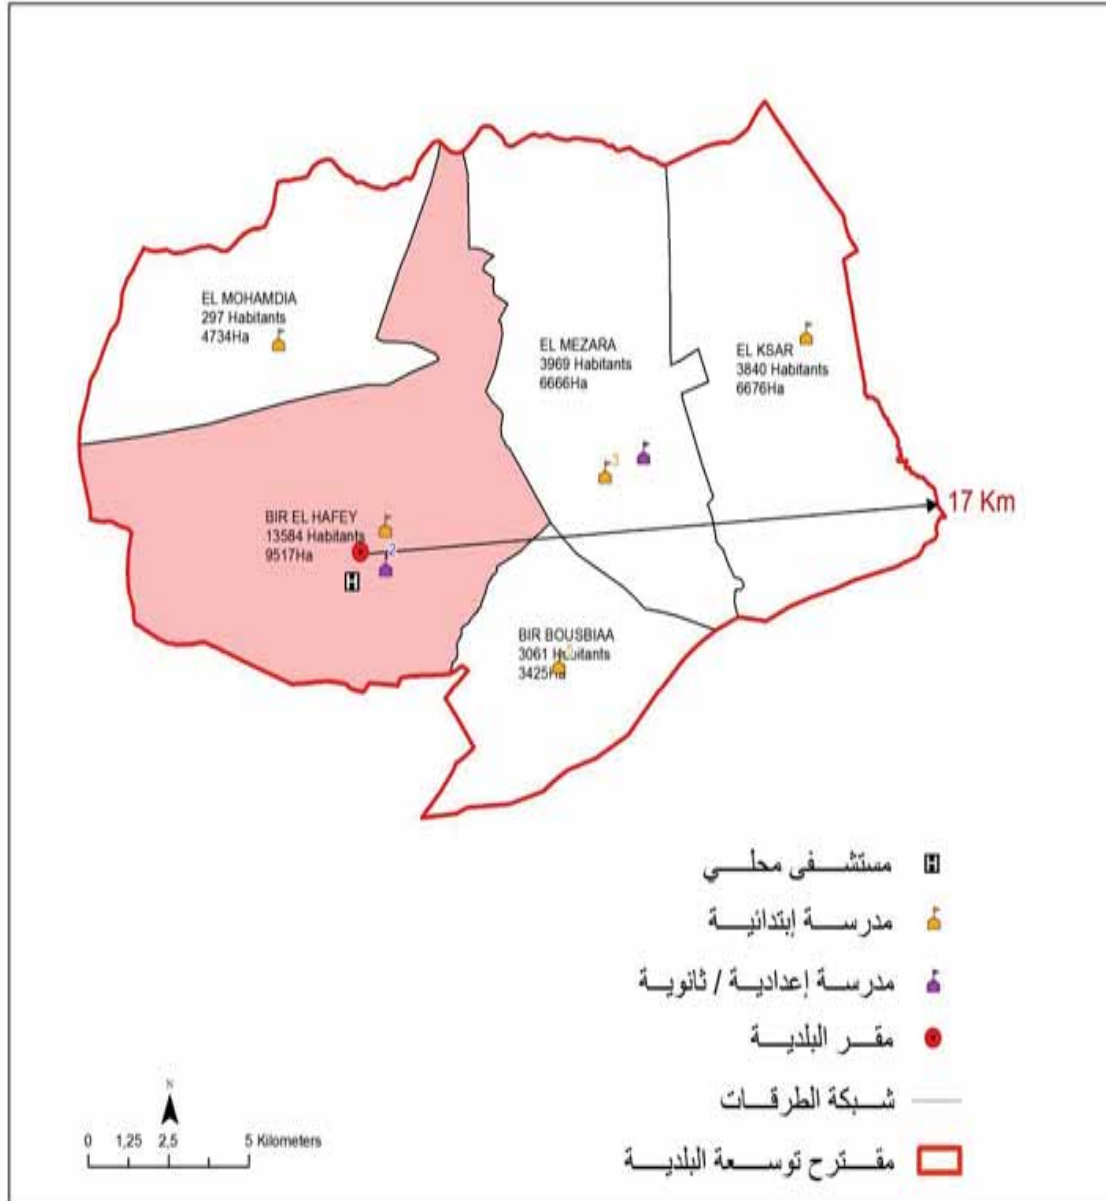 EL MOHAMDIA
297 Habitants
4734Ha
EL MEZARA
3969 Habitants
6666Ha
EL KSAR
3840 Habitants
6676Ha
3
17 Km
BIR EL HAFEY
13584 Habitants
9517Ha
2
BIR BOUSBIAA
3061 Habitants
3425Ha
مستشفى محلي
مدرسة إبتدائية
مدرسة إعدادية / ثانوية
مقر البلدية
شبكة الطرقات
مقترح توسعة البلدية
N
0 1,25 2,5 5 Kilometers